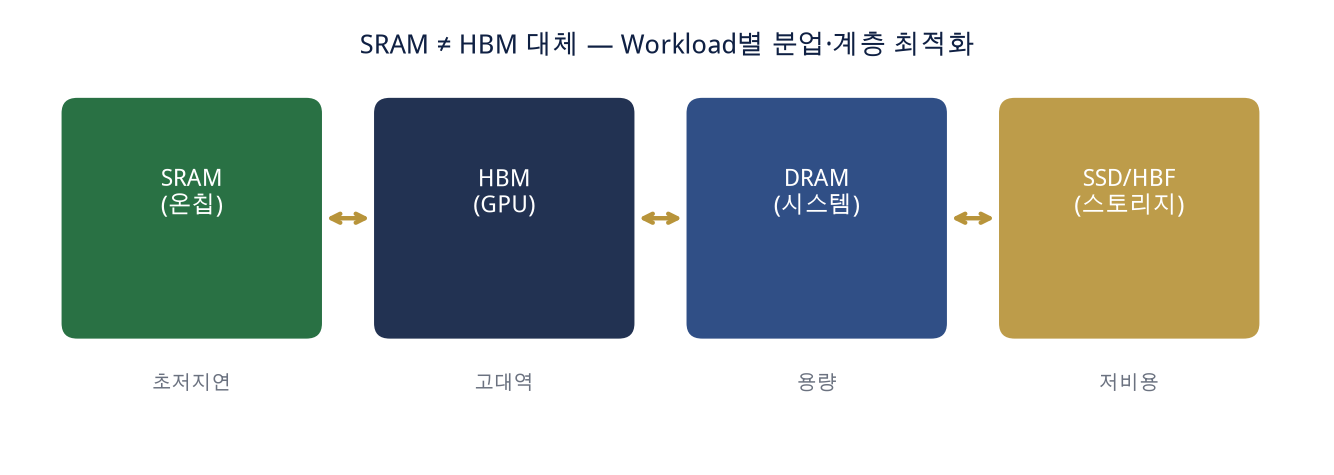 SRAM ≠ HBM 대체 — Workload별 분업·계층 최적화
SRAM
(온칩)
HBM
(GPU)
DRAM
(시스템)
SSD/HBF
(스토리지)
초저지연
고대역
용량
저비용